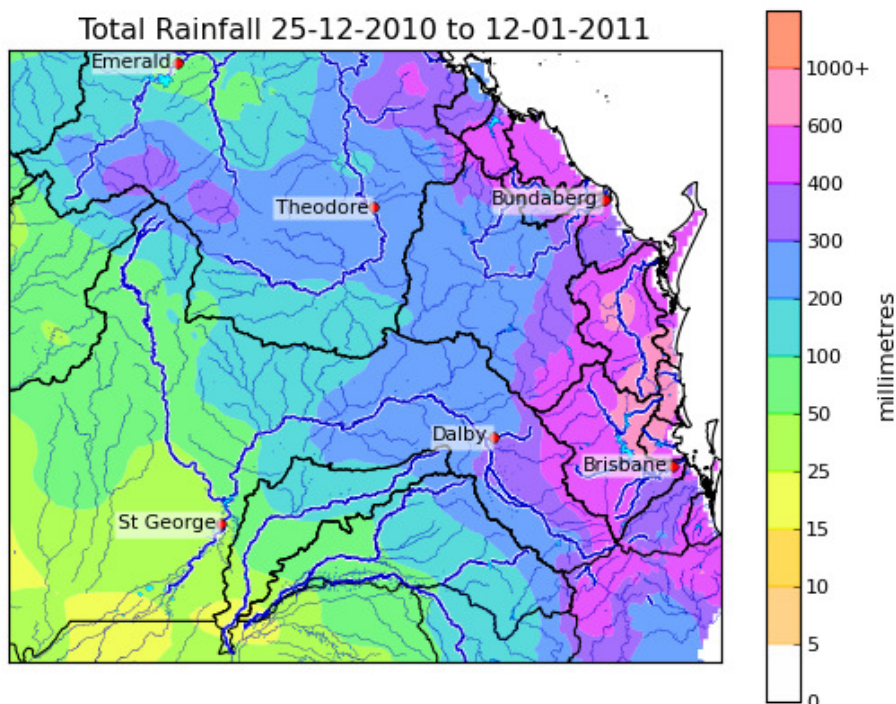 Total Rainfall 25-12-2010 to 12-01-2011
Emerald
Theodore
Bundaberg
Dalby
Brisbane
St George
1000+
600
400
300
200
100
50
25
15
10
5
0
millimetres